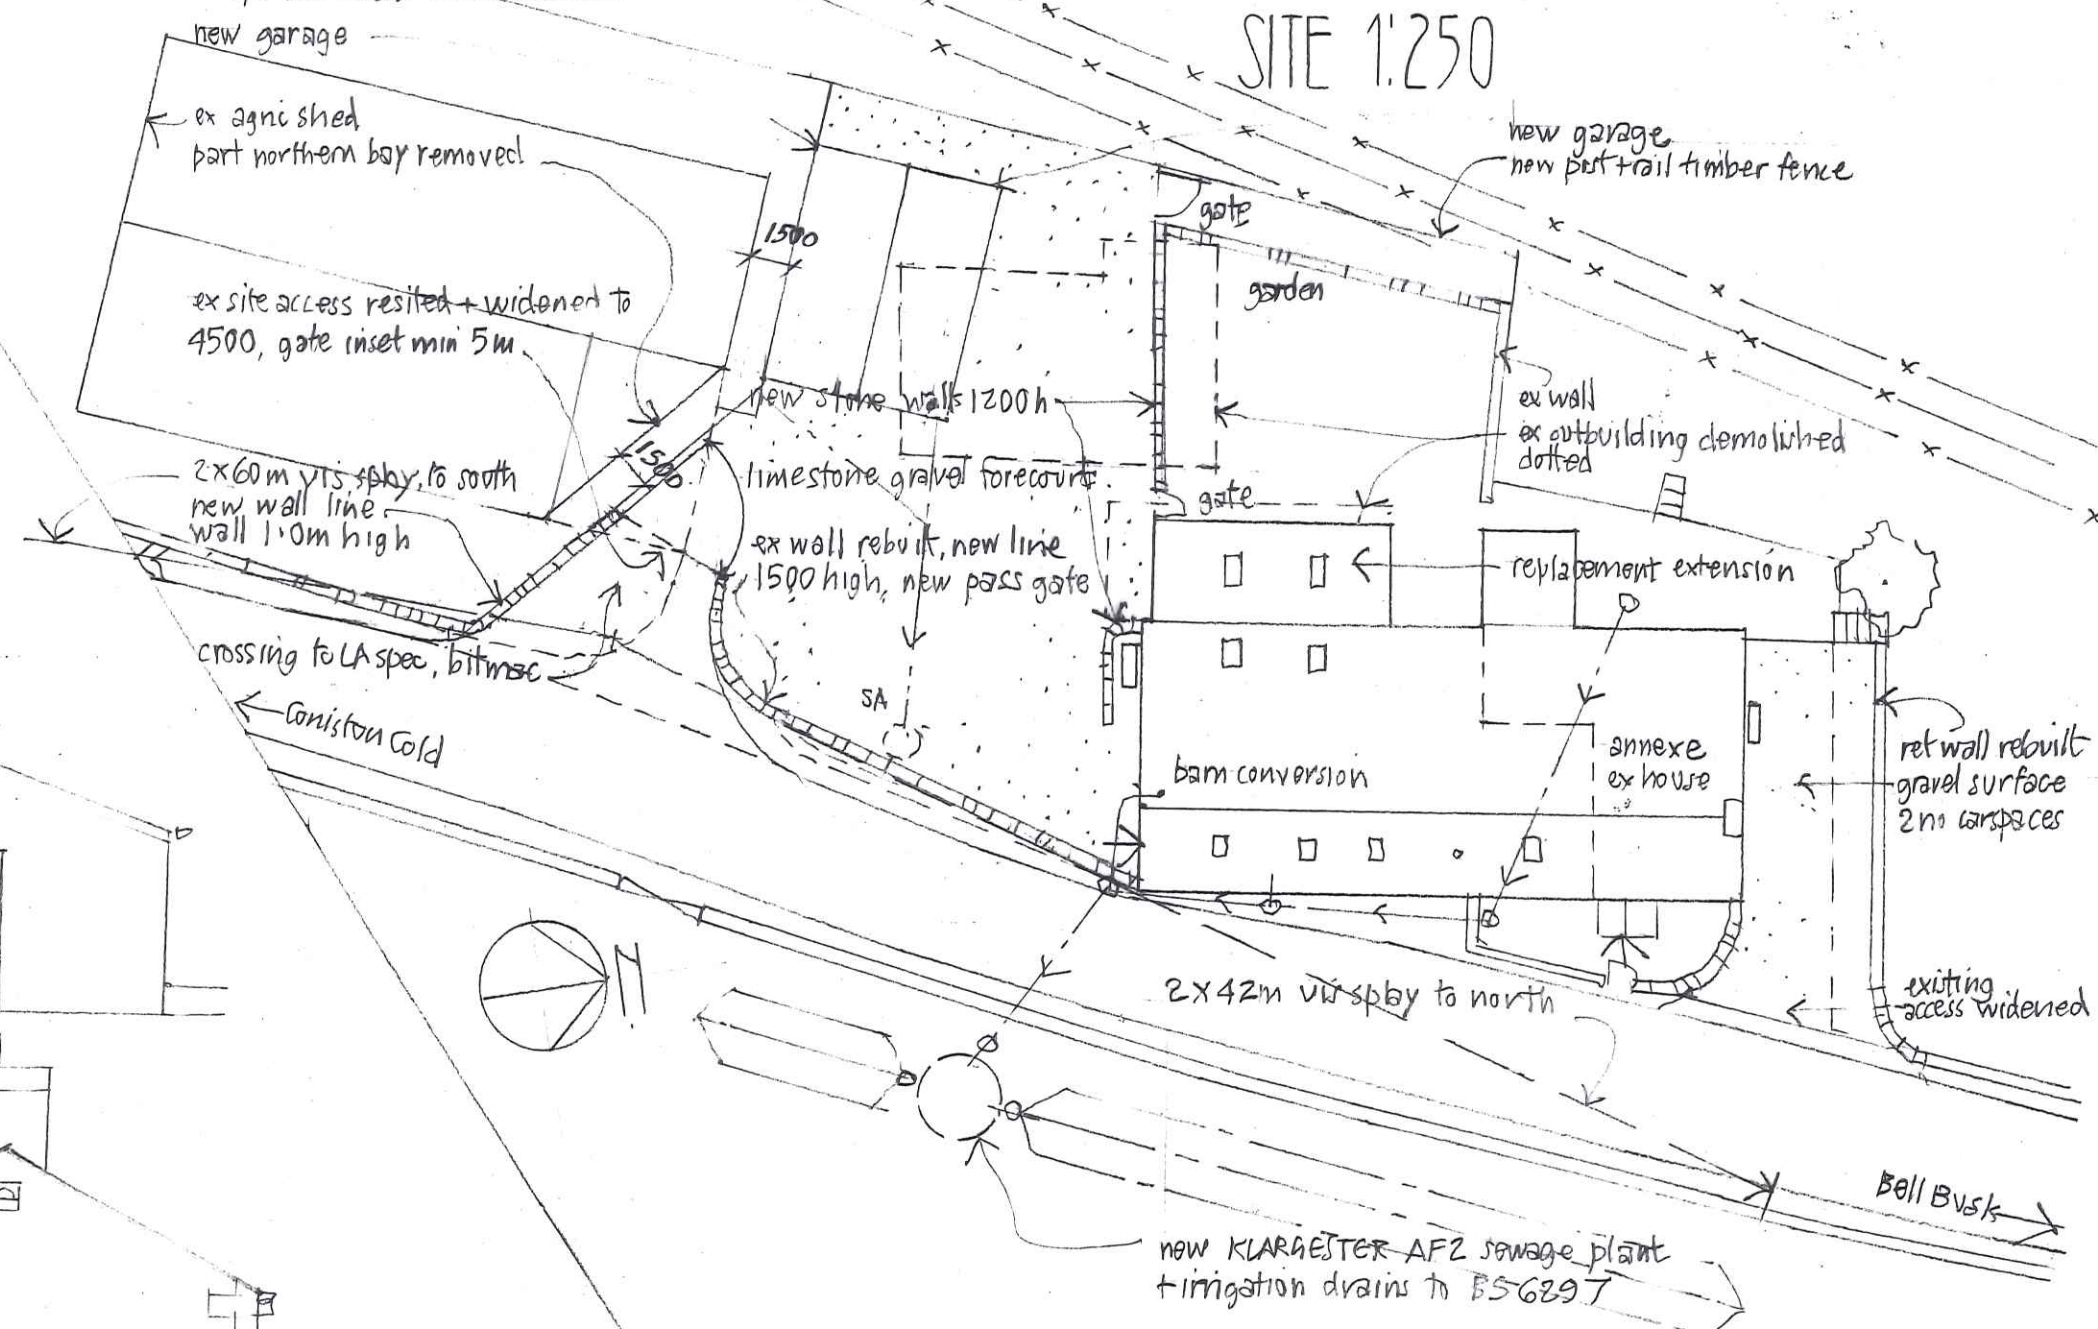 SITE 1:250
new garage
ex agric shed
part northern bay removed
new garage
new post+rail timber fence
gate
1500
garden
ex site access resited + widened to
4500, gate inset min 5m
new stone walls 1200h
ex wall
ex outbuilding demolished
dotted
1500
2x60m vis splay to south
new wall line
wall 1.0m high
limestone gravel forecourt
gate
ex wall rebuilt, new line
1500 high, new pass gate
replacement extension
crossing to LA spec, bitmac
SA
Coniston Cold
barn conversion
annexe
ex house
ret wall rebuilt
gravel surface
2no carspaces
N
2x42m vis splay to north
existing
access widened
Bell Busk
new KLARGESTER AF2 sewage plant
+ irrigation drains to BS6297